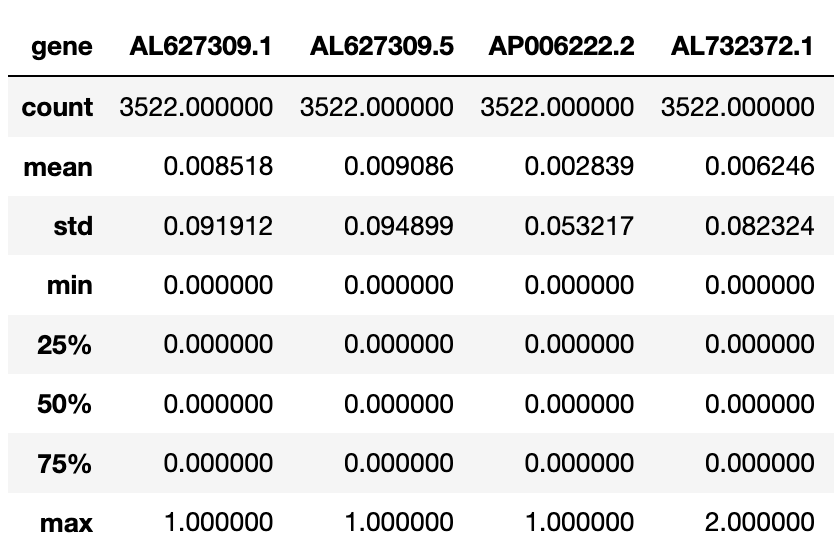 gene AL627309.1 AL627309.5 AP006222.2 AL732372.1
count 3522.000000 3522.000000 3522.000000 3522.000000
mean 0.008518 0.009086 0.002839 0.006246
std 0.091912 0.094899 0.053217 0.082324
min 0.000000 0.000000 0.000000 0.000000
25% 0.000000 0.000000 0.000000 0.000000
50% 0.000000 0.000000 0.000000 0.000000
75% 0.000000 0.000000 0.000000 0.000000
max 1.000000 1.000000 1.000000 2.000000